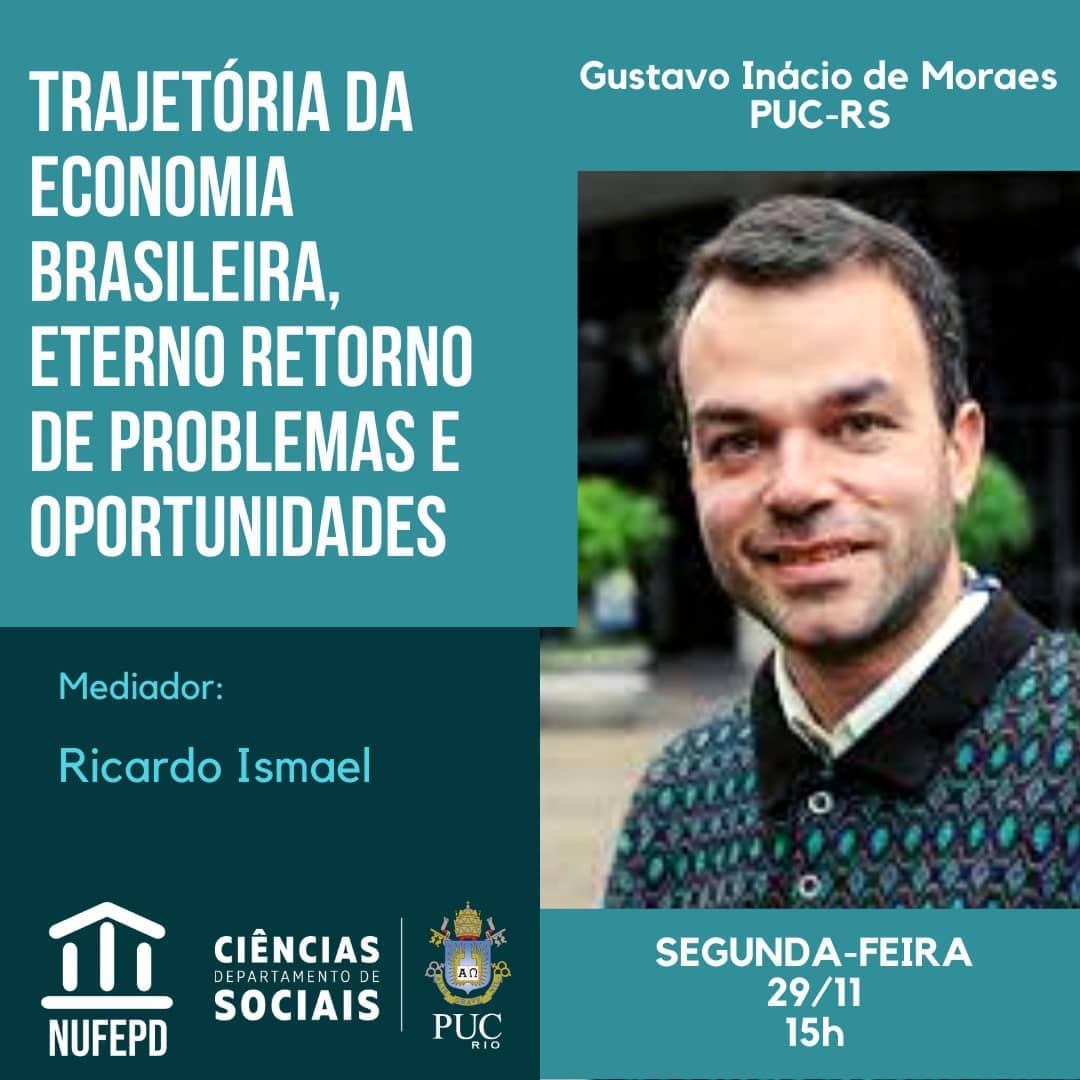 TRAJETÓRIA DA
ECONOMIA
BRASILEIRA,
ETERNO RETORNO
DE PROBLEMAS E
OPORTUNIDADES
Gustavo Inácio de Moraes
PUC-RS
Mediador:
Ricardo Ismael
NUFEPD
CIÊNCIAS
DEPARTAMENTO DE
SOCIAIS
ΑΩ
PUC
RIO
SEGUNDA-FEIRA
29/11
15h